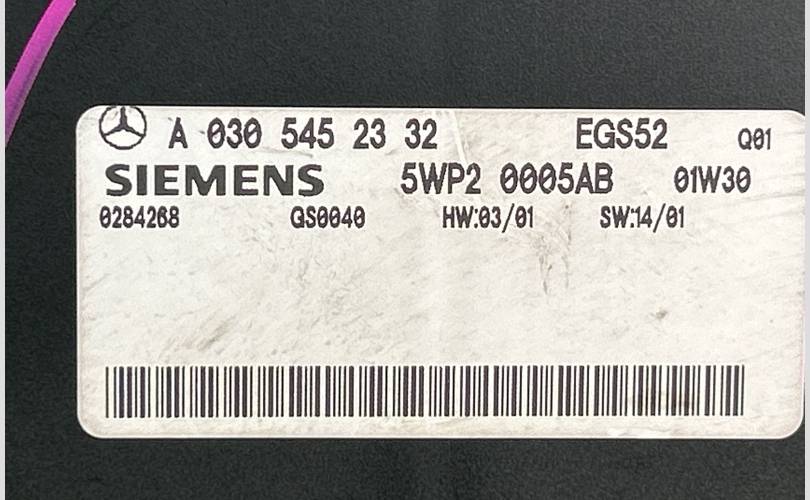 A 030 545 23 32 EGS52 Q01
SIEMENS 5WP2 0005AB 01W30
0284268 QS0040 HW:03/01 SW:14/01